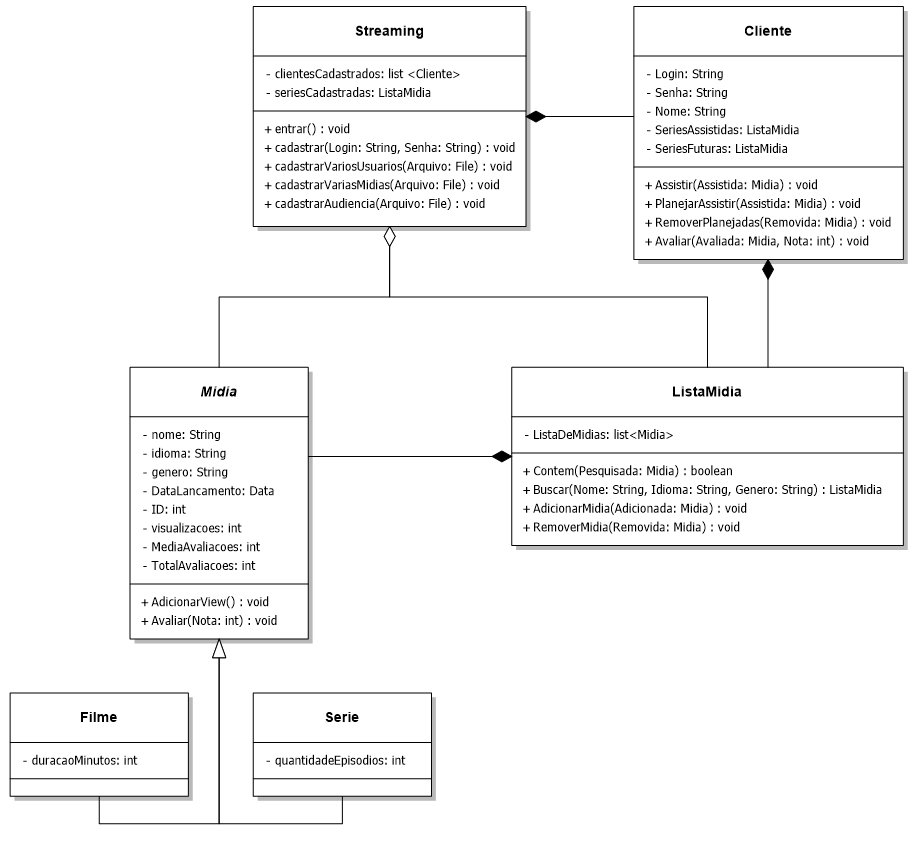 Streaming
- clientesCadastrados: list <Cliente>
- seriesCadastradas: ListaMidia
+ entrar() : void
+ cadastrar(Login: String, Senha: String) : void
+ cadastrarVariosUsuarios(Arquivo: File) : void
+ cadastrarVariasMidias(Arquivo: File) : void
+ cadastrarAudiencia(Arquivo: File) : void
Cliente
- Login: String
- Senha: String
- Nome: String
- SeriesAssistidas: ListaMidia
- SeriesFuturas: ListaMidia
+ Assistir(Assistida: Midia) : void
+ PlanejarAssistir(Assistida: Midia) : void
+ RemoverPlanejadas(Removida: Midia) : void
+ Avaliar(Avaliada: Midia, Nota: int) : void
Midia
- nome: String
- idioma: String
- genero: String
- DataLancamento: Data
- ID: int
- visualizacoes: int
- MediaAvaliacoes: int
- TotalAvaliacoes: int
+ AdicionarView() : void
+ Avaliar(Nota: int) : void
ListaMidia
- ListaDeMidias: list<Midia>
+ Contem(Pesquisada: Midia) : boolean
+ Buscar(Nome: String, Idioma: String, Genero: String) : ListaMidia
+ AdicionarMidia(Adicionada: Midia) : void
+ RemoverMidia(Removida: Midia) : void
Filme
- duracaoMinutos: int
Serie
- quantidadeEpisodios: int